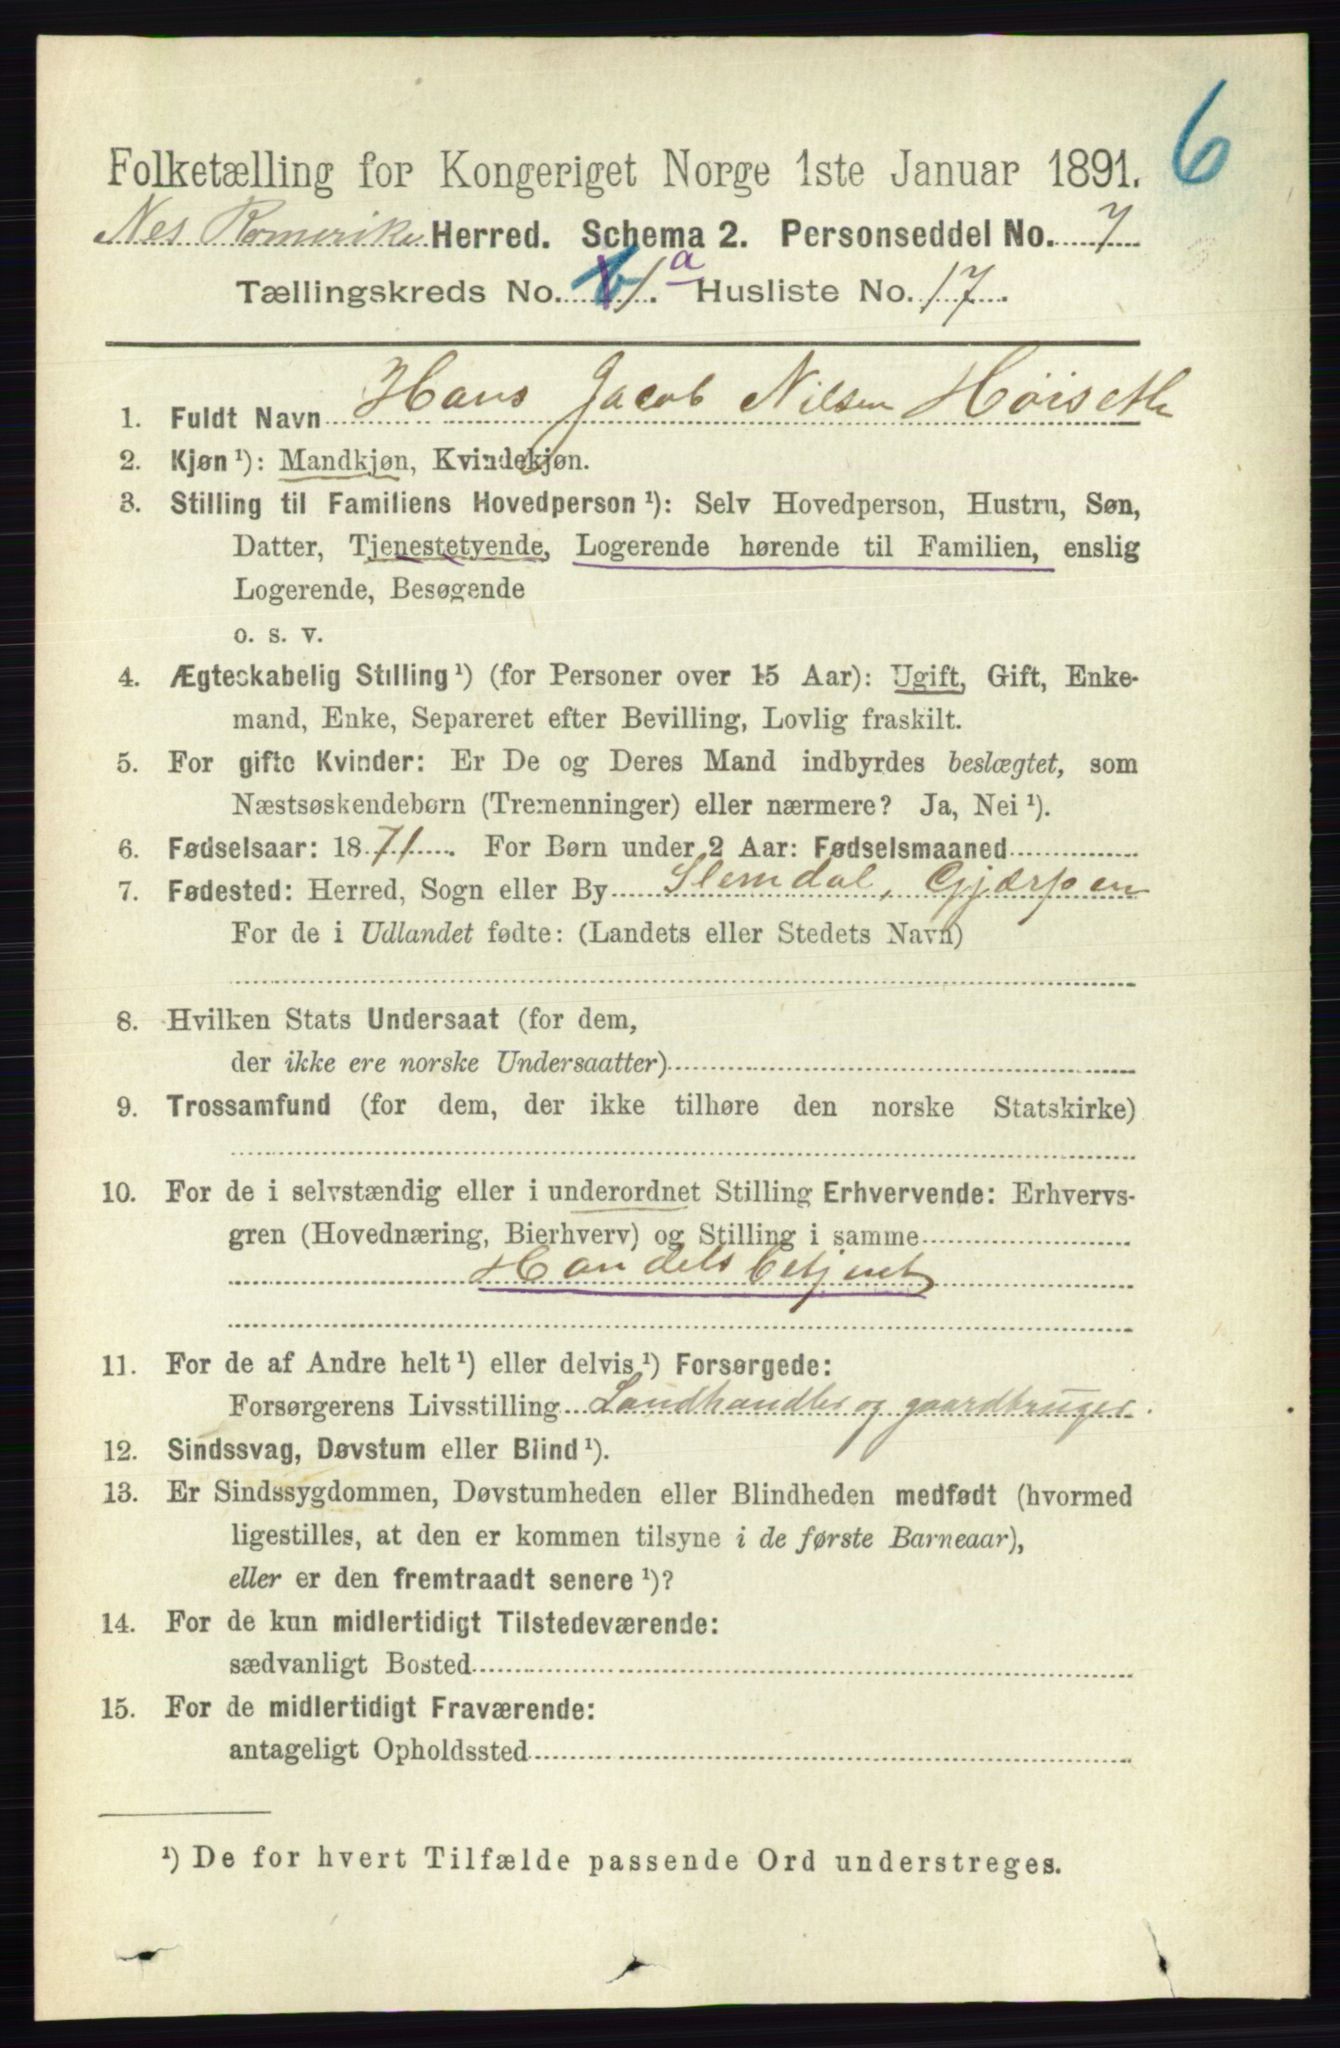 6
Folketælling for Kongeriget Norge 1ste Januar 1891.
Nes Romerike Herred. Schema 2. Personseddel No. 7
Tællingskreds No. 1. a Husliste No. 17.
1. Fuldt Navn Hans Jacob Nilsen Höiseth
2. Kjøn ¹): Mandkjøn, Kvindekjøn.
3. Stilling til Familiens Hovedperson ¹): Selv Hovedperson, Hustru, Søn,
Datter, Tjenestetyende, Logerende hørende til Familien, enslig
Logerende, Besøgende
o. s. v.
4. Ægteskabelig Stilling ¹) (for Personer over 15 Aar): Ugift, Gift, Enke-
mand, Enke, Separeret efter Bevilling, Lovlig fraskilt.
5. For gifte Kvinder: Er De og Deres Mand indbyrdes beslægtet, som
Næstsøskendebørn (Tremenninger) eller nærmere? Ja, Nei ¹).
6. Fødselsaar: 1871. For Børn under 2 Aar: Fødselsmaaned
7. Fødested: Herred, Sogn eller By Slemdal, Gjærpen
For de i Udlandet fødte: (Landets eller Stedets Navn)
8. Hvilken Stats Undersaat (for dem,
der ikke ere norske Undersaatter)
9. Trossamfund (for dem, der ikke tilhøre den norske Statskirke)
10. For de i selvstændig eller i underordnet Stilling Erhvervende: Erhvervs-
gren (Hovednæring, Bierhverv) og Stilling i samme
Handelsbetjent
11. For de af Andre helt ¹) eller delvis ¹) Forsørgede:
Forsørgerens Livsstilling Landhandler og gaardbruger.
12. Sindssvag, Døvstum eller Blind ¹).
13. Er Sindssygdommen, Døvstumheden eller Blindheden medfødt (hvormed
ligestilles, at den er kommen tilsyne i de første Barneaar),
eller er den fremtraadt senere ¹)?
14. For de kun midlertidigt Tilstedeværende:
sædvanligt Bosted
15. For de midlertidigt Fraværende:
antageligt Opholdssted
¹) De for hvert Tilfælde passende Ord understreges.